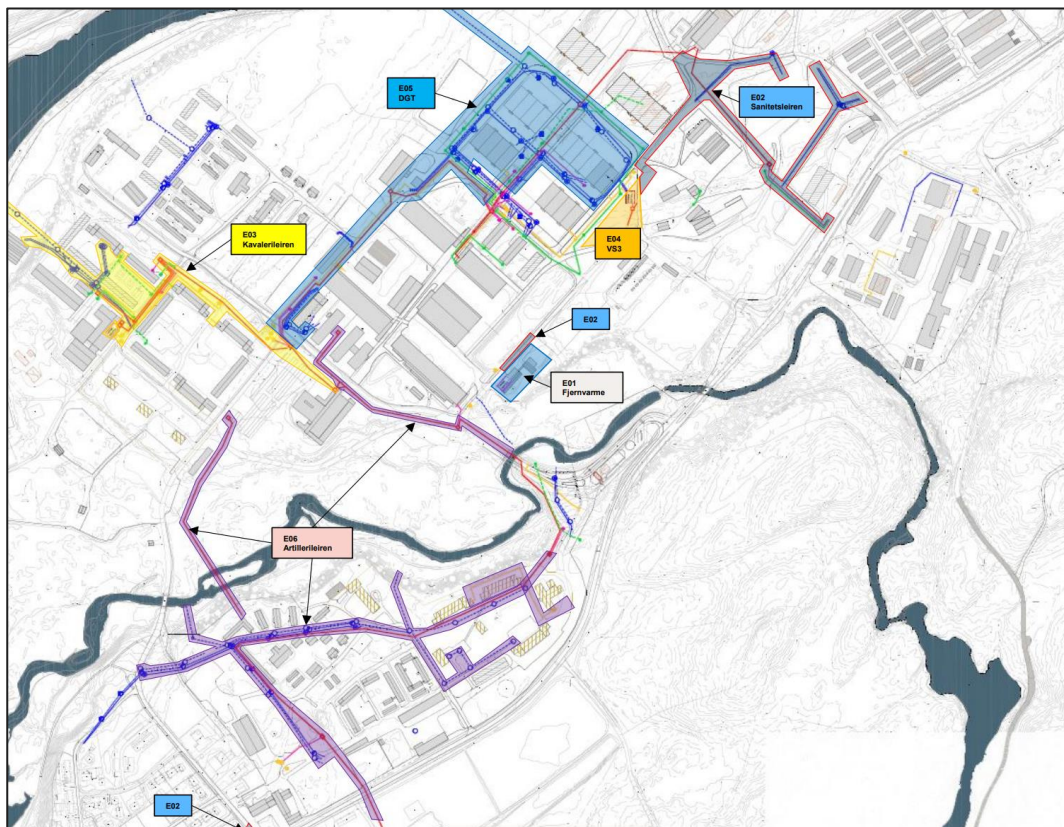 E05
DGT
E02
Sanitetsleiren
E03
Kavalerileiren
E04
VS3
E02
E01
Fjernvarme
E06
Artillerileiren
E02